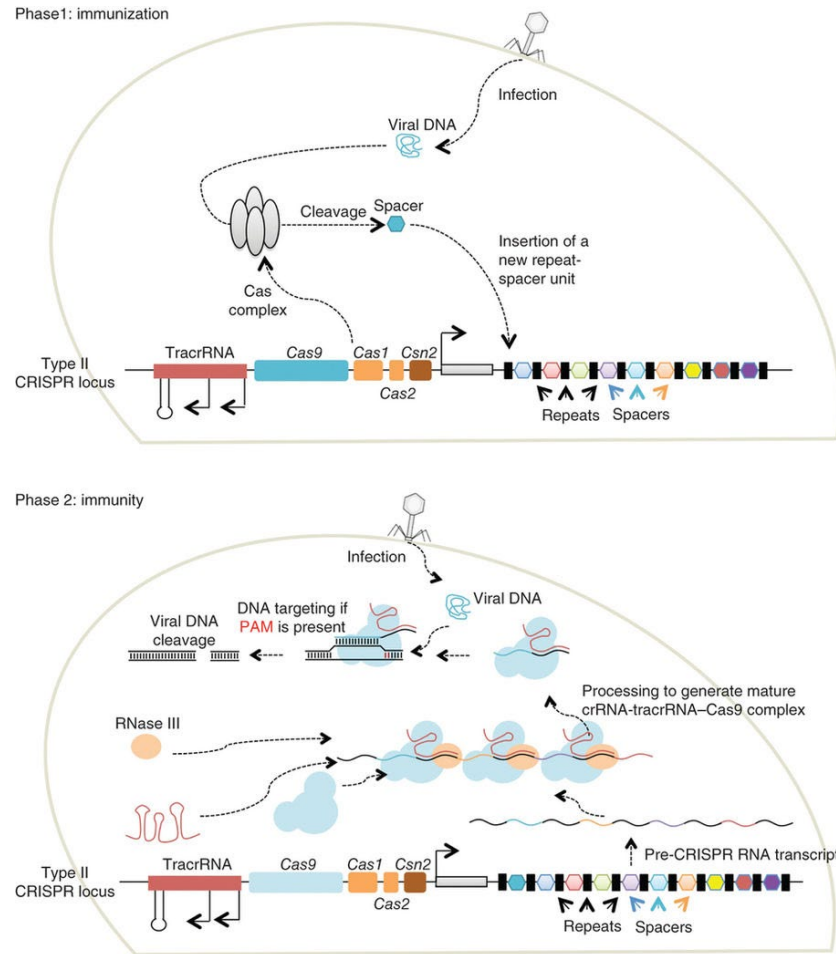 Phase1: immunization
Infection
Viral DNA
Cleavage
Spacer
Insertion of a
new repeat-
spacer unit
Cas
complex
Type II
CRISPR locus
TracrRNA
Cas9
Cas1
Csn2
Cas2
Repeats
Spacers
Phase 2: immunity
Infection
Viral DNA
DNA targeting if
PAM is present
Viral DNA
cleavage
Processing to generate mature
crRNA-tracrRNA–Cas9 complex
RNase III
Pre-CRISPR RNA transcript
Type II
CRISPR locus
TracrRNA
Cas9
Cas1
Csn2
Cas2
Repeats
Spacers